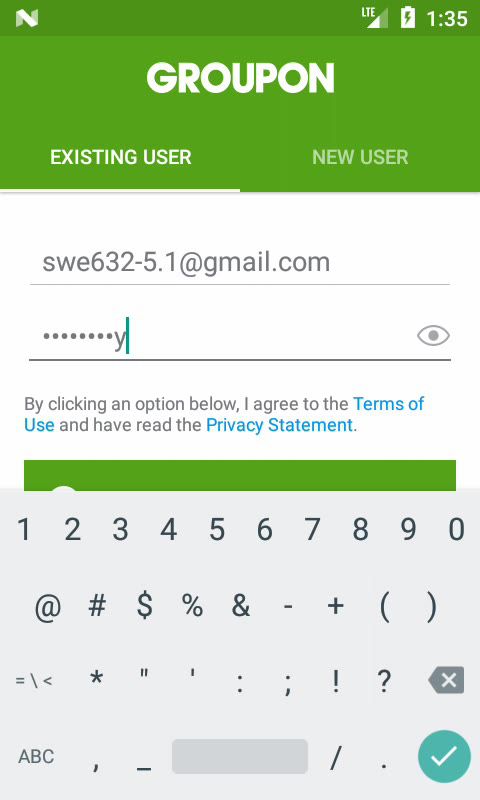 LTE 1:35
GROUPON
EXISTING USER NEW USER
swe632-5.1@gmail.com
••••••••y
By clicking an option below, I agree to the Terms of
Use and have read the Privacy Statement.
1 2 3 4 5 6 7 8 9 0
@ # $ % & - + ( )
= \ < * " ' : ; ! ?
ABC , _ / .